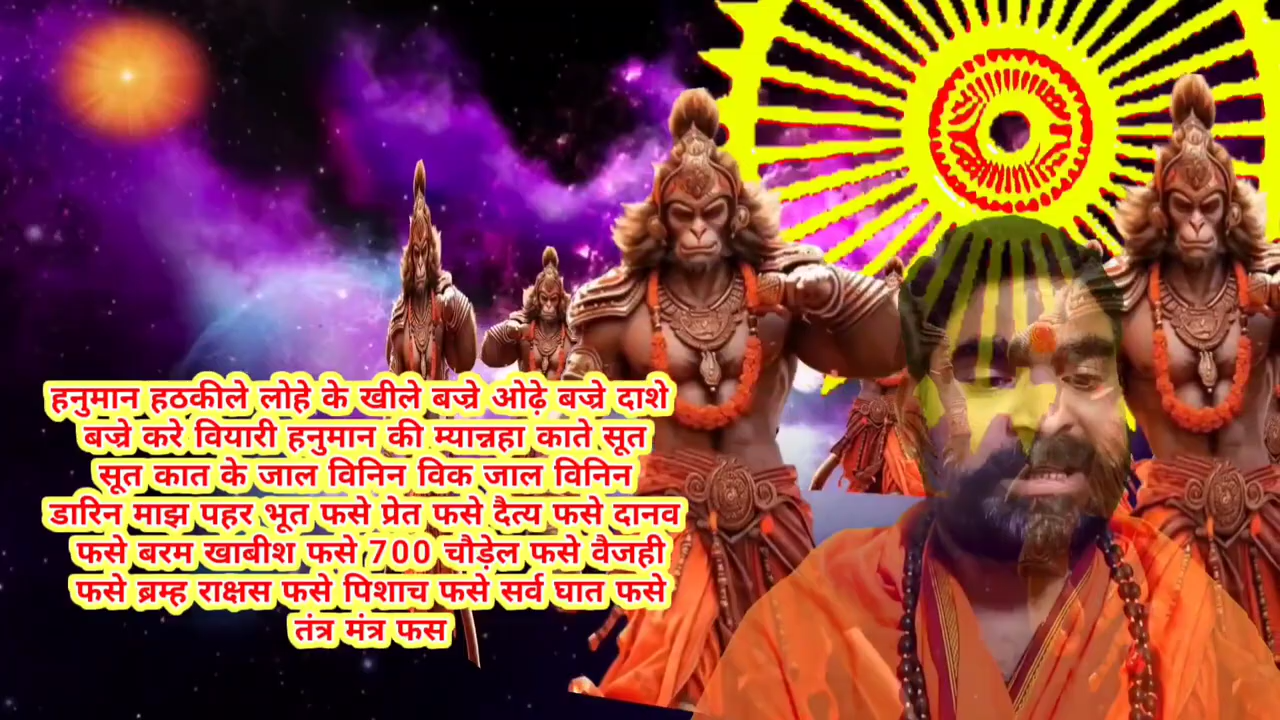 हनुमान हठकीले लोहे के खीले बज्रे ओढ़े बज्रे दाशे
बज्रे करे वियारी हनुमान की म्यान्नहा काते सूत
सूत कात के जाल विनिन विक जाल विनिन
डारिन माझ पहर भूत फसे प्रेत फसे दैत्य फसे दानव
फसे बरम खाबीश फसे 700 चौड़ेल फसे वैजही
फसे ब्रम्ह राक्षस फसे पिशाच फसे सर्व घात फसे
तंत्र मंत्र फस